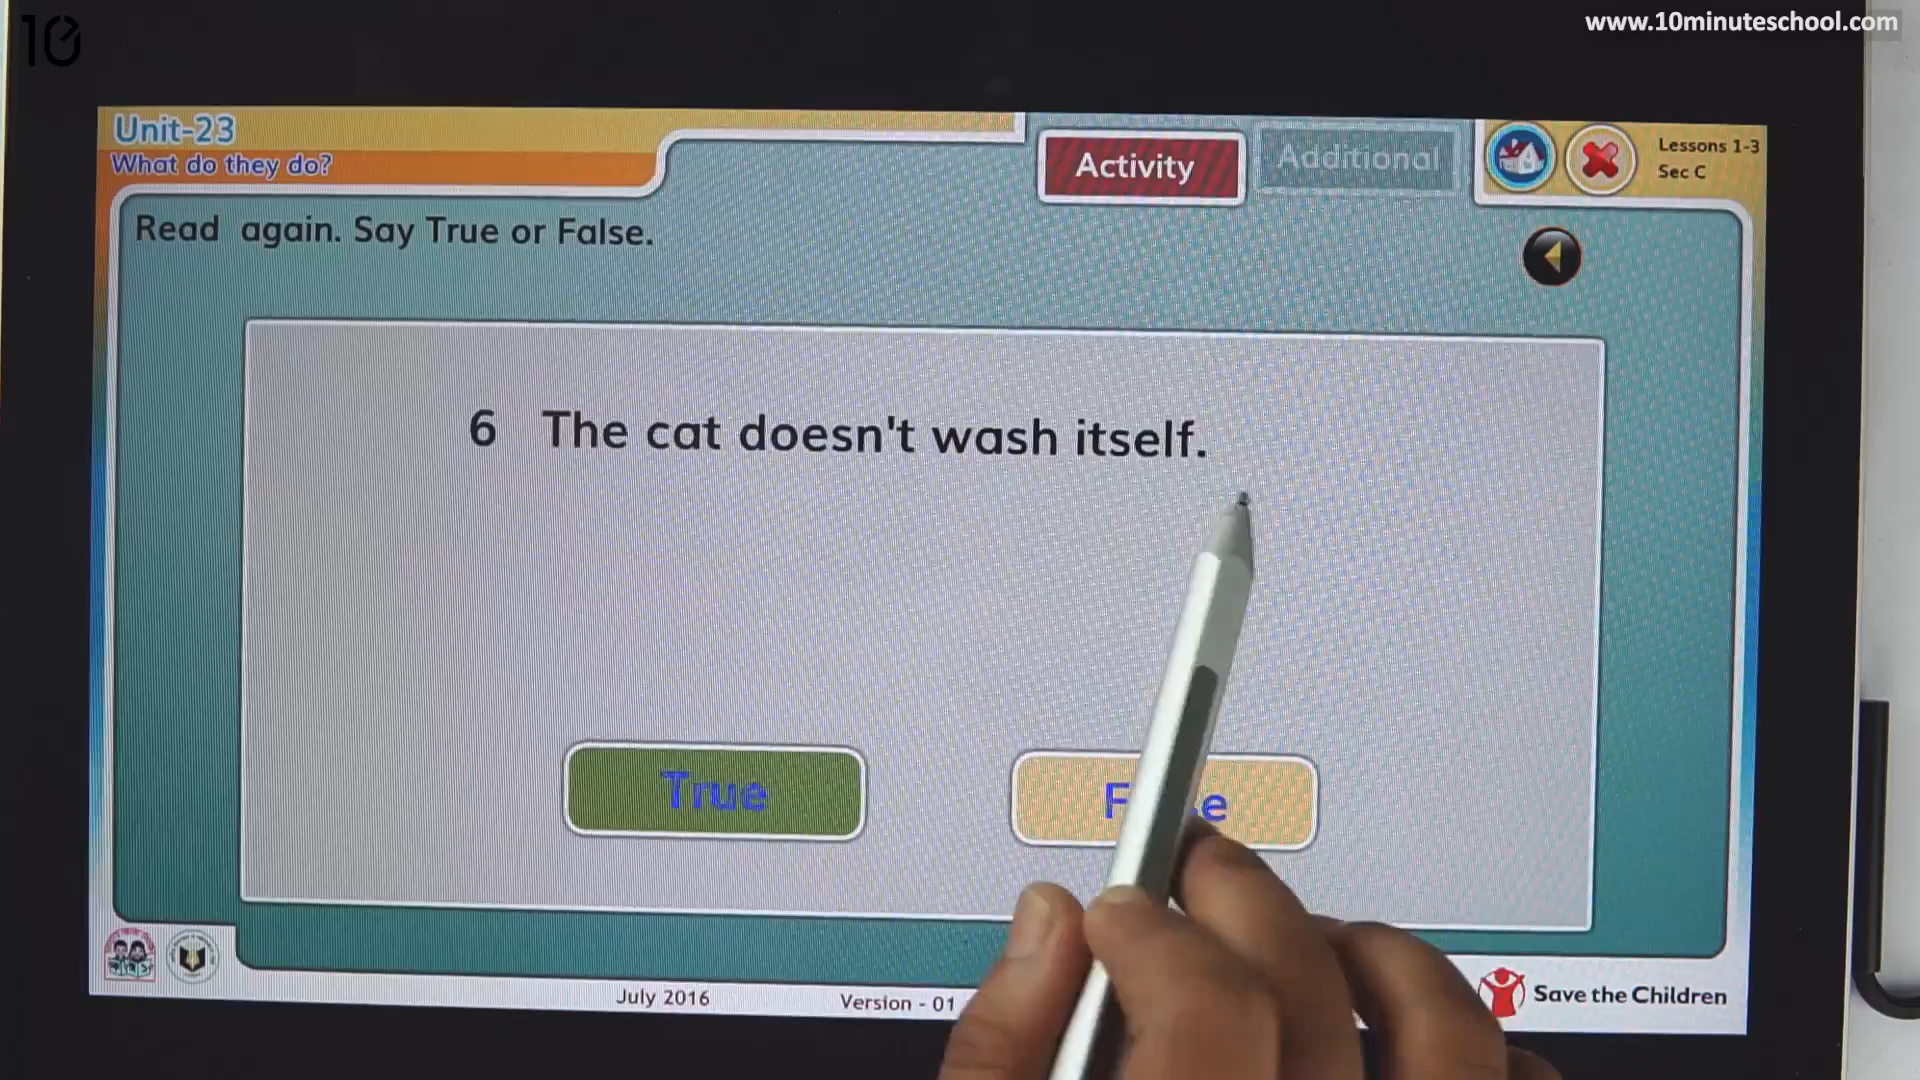 10
www.10minuteschool.com
Unit-23
What do they do?
Activity
Additional
Lessons 1-3
Sec C
Read again. Say True or False.
6 The cat doesn't wash itself.
True
July 2016
Version - 01
Save the Children